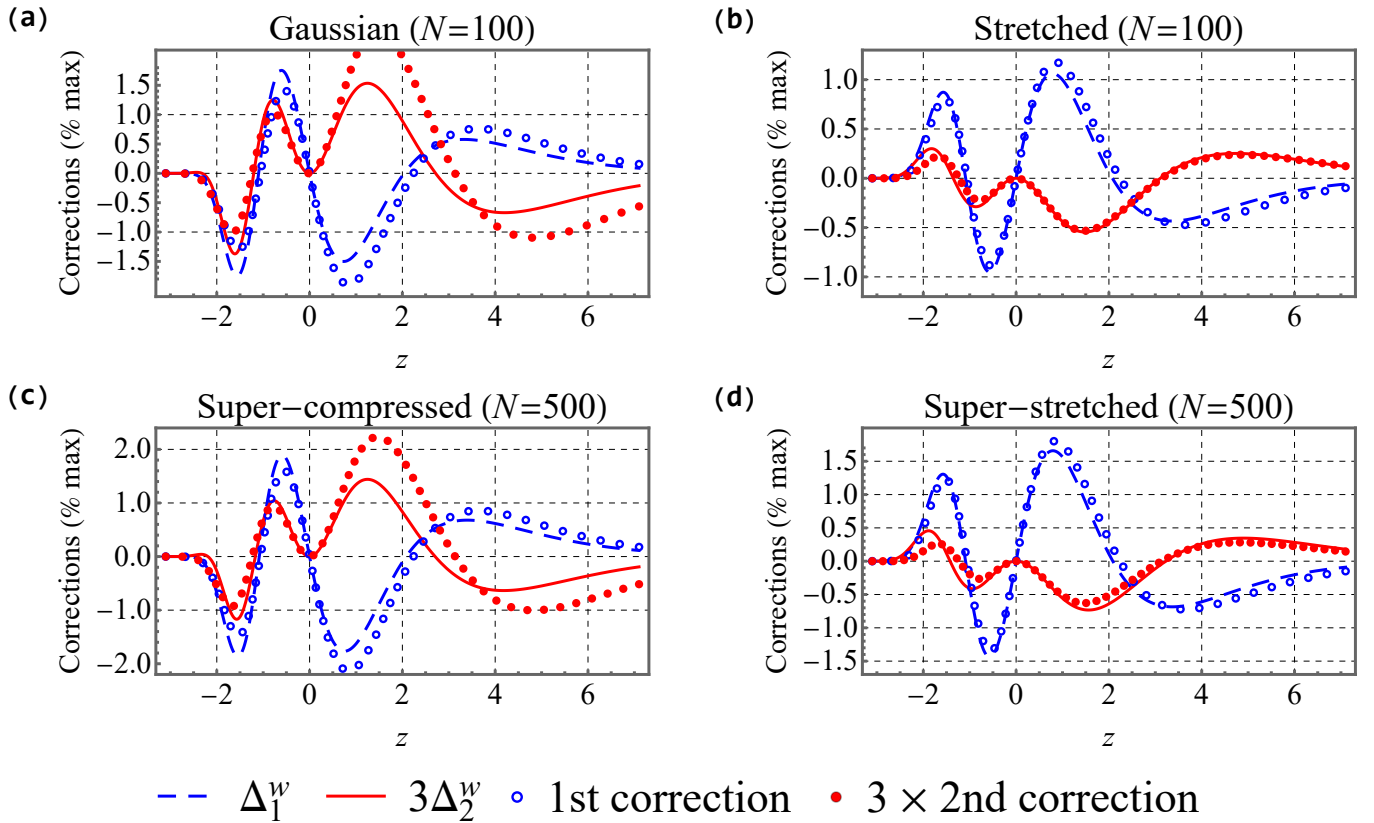 (a)
Gaussian (N=100)
Corrections (% max)
1.5
1.0
0.5
0.0
−0.5
−1.0
−1.5
−2 0 2 4 6
z
(b)
Stretched (N=100)
Corrections (% max)
1.0
0.5
0.0
−0.5
−1.0
−2 0 2 4 6
z
(c)
Super−compressed (N=500)
Corrections (% max)
2.0
1.0
0.0
−1.0
−2.0
−2 0 2 4 6
z
(d)
Super−stretched (N=500)
Corrections (% max)
1.5
1.0
0.5
0.0
−0.5
−1.0
−1.5
−2 0 2 4 6
z
Δ₁ʷ 3Δ₂ʷ 1st correction 3 × 2nd correction